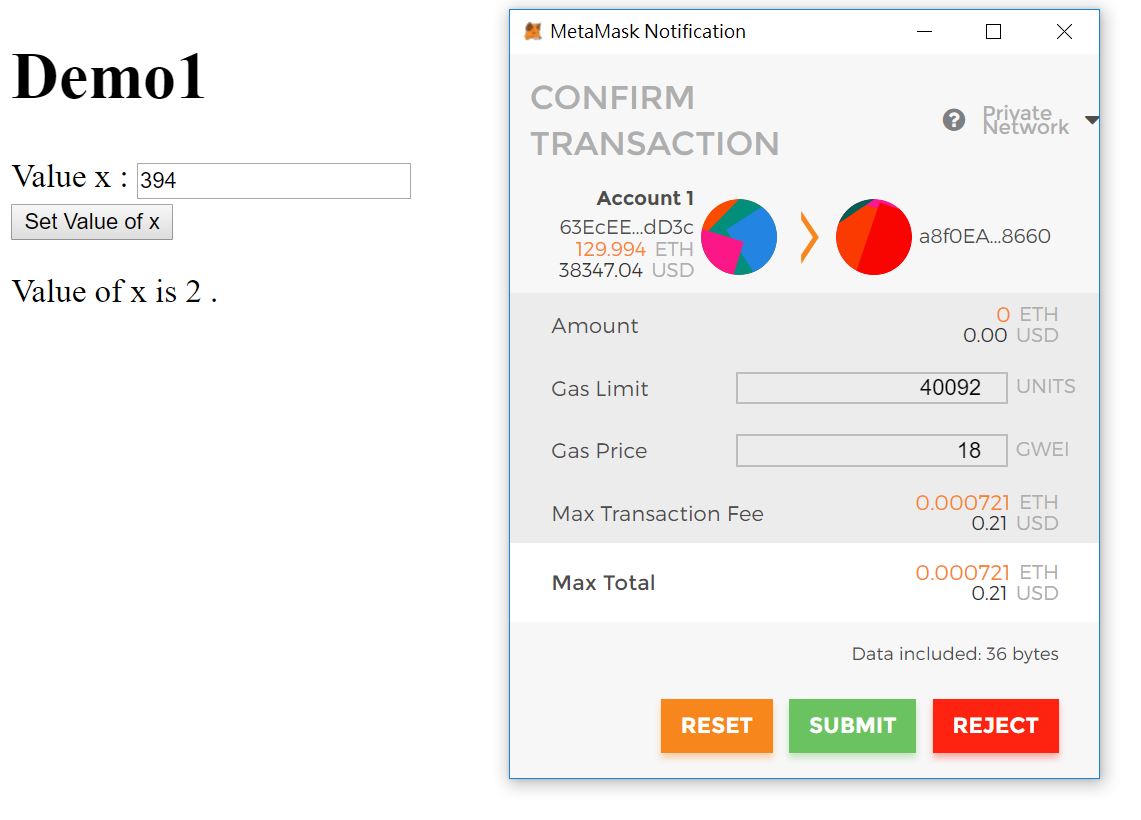 Demo1
Value x : 394
Set Value of x
Value of x is 2 .
MetaMask Notification
CONFIRM
TRANSACTION
?
Private
Network
Account 1
63EcEE...dD3c
129.994 ETH
38347.04 USD
a8f0EA...8660
Amount
0 ETH
0.00 USD
Gas Limit 40092 UNITS
Gas Price 18 GWEI
Max Transaction Fee
0.000721 ETH
0.21 USD
Max Total
0.000721 ETH
0.21 USD
Data included: 36 bytes
RESET SUBMIT REJECT